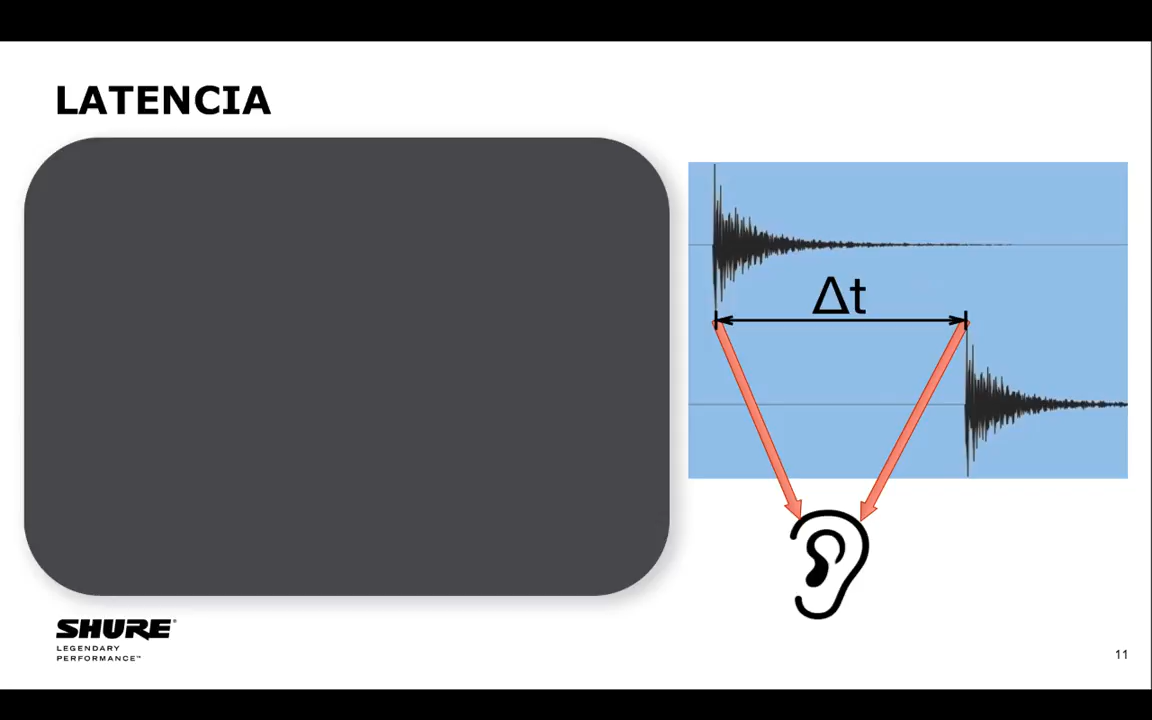 LATENCIA
Δt
SHURE®
LEGENDARY
PERFORMANCE™
11